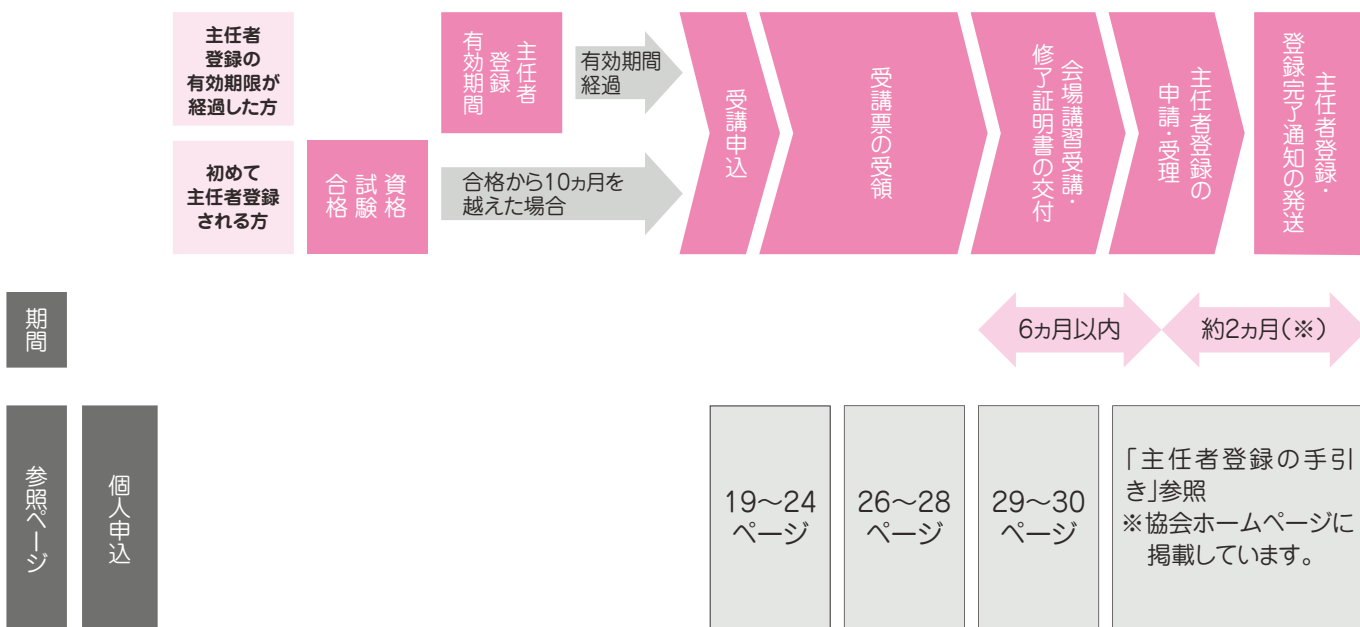 主任者
登録の
有効期限が
経過した方
主任者
登録
有効期間
有効期間
経過
初めて
主任者登録
される方
資格
試験
合格
合格から10ヵ月を
越えた場合
受講申込
受講票の受領
会場講習受講・
修了証明書の交付
主任者登録の
申請・受理
主任者登録・
登録完了通知の発送
期間
6ヵ月以内
約2ヵ月(※)
参照ページ
個人申込
19〜24
ページ
26〜28
ページ
29〜30
ページ
「主任者登録の手引
き」参照
※協会ホームページに
掲載しています。